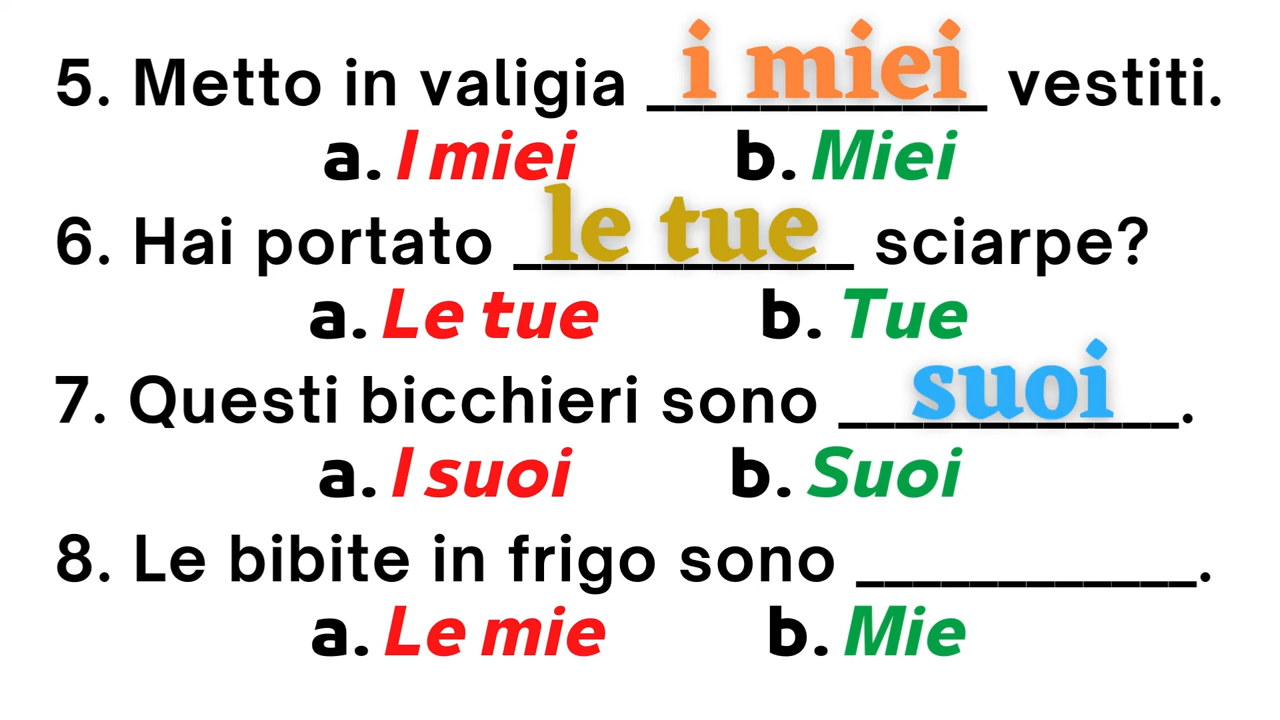 5. Metto in valigia i miei vestiti.
a. I miei b. Miei
6. Hai portato le tue sciarpe?
a. Le tue b. Tue
7. Questi bicchieri sono suoi.
a. I suoi b. Suoi
8. Le bibite in frigo sono ____________.
a. Le mie b. Mie